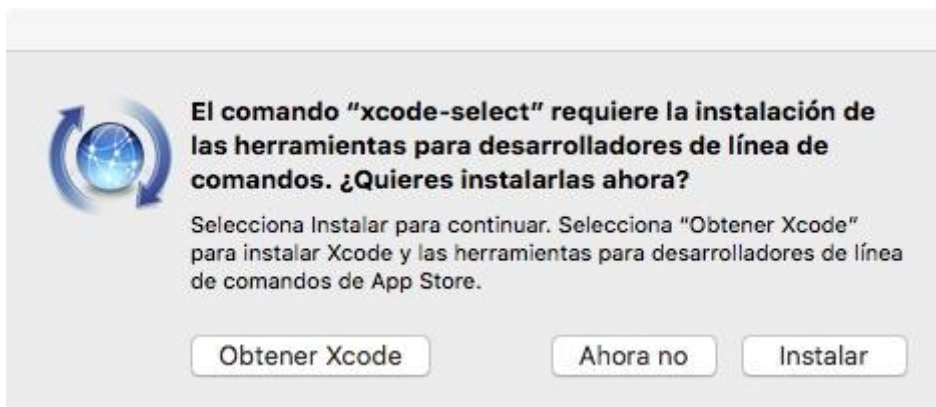 El comando “xcode-select” requiere la instalación de
las herramientas para desarrolladores de línea de
comandos. ¿Quieres instalarlas ahora?
Selecciona Instalar para continuar. Selecciona “Obtener Xcode”
para instalar Xcode y las herramientas para desarrolladores de línea
de comandos de App Store.
Obtener Xcode Ahora no Instalar